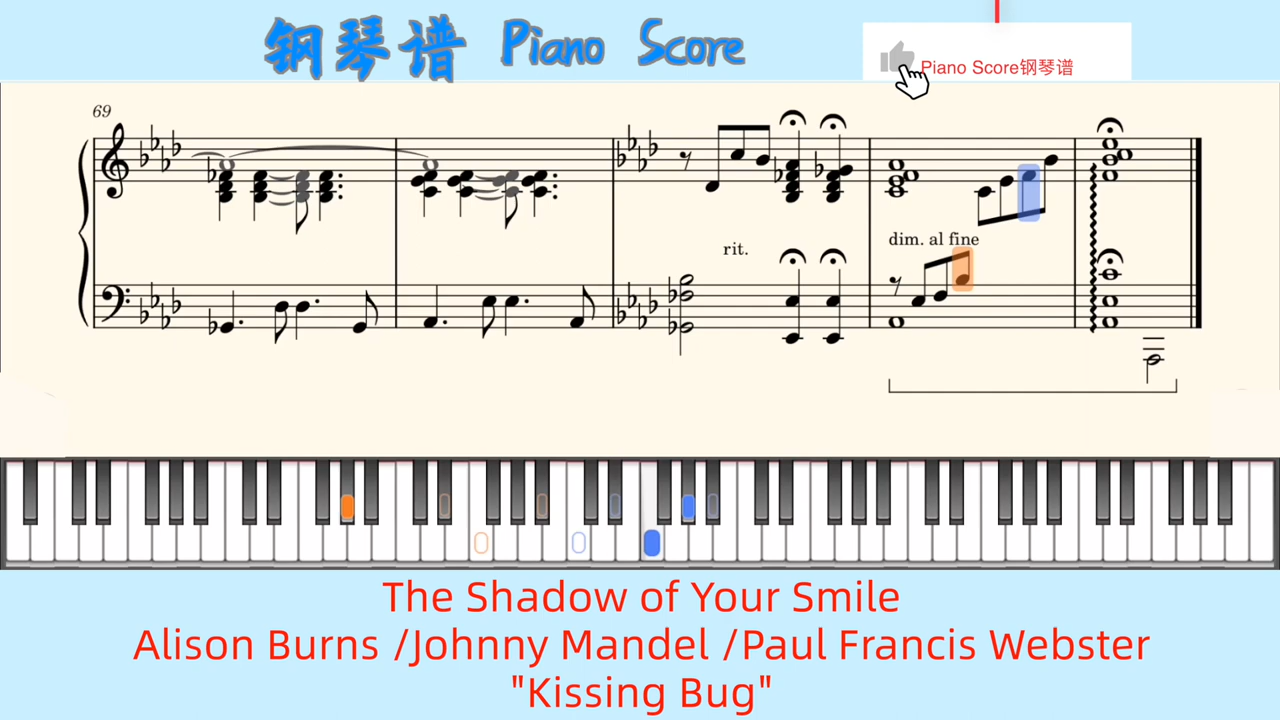 钢琴谱 Piano Score
Piano Score钢琴谱
69
rit.
dim. al fine
The Shadow of Your Smile
Alison Burns /Johnny Mandel /Paul Francis Webster
"Kissing Bug"